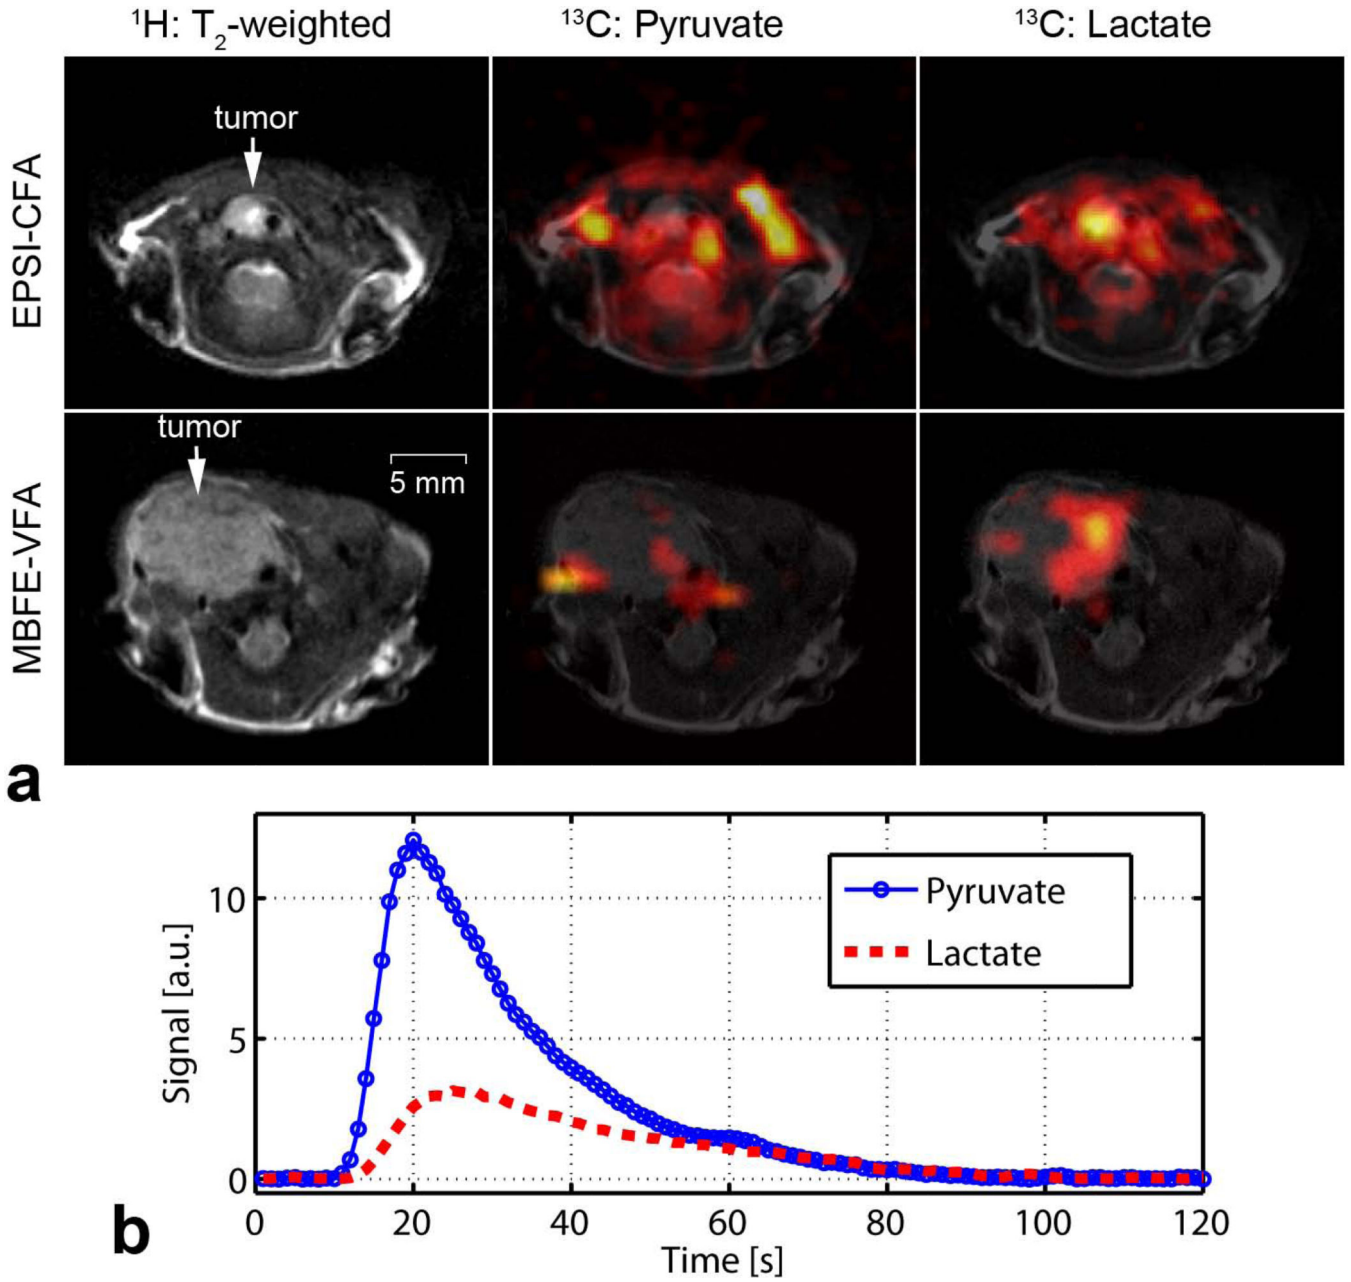 ¹H: T₂-weighted
¹³C: Pyruvate
¹³C: Lactate
EPSI-CFA
tumor
MBFE-VFA
tumor
5 mm
a
Signal [a.u.]
10
5
0
Pyruvate
Lactate
0 20 40 60 80 100 120
Time [s]
b